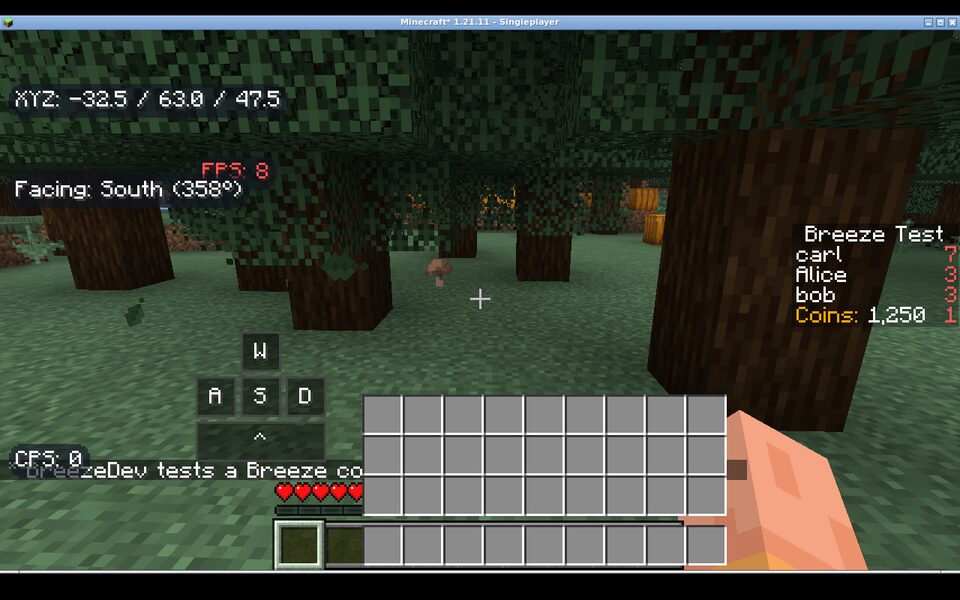 Minecraft* 1.21.11 - Singleplayer
XYZ: -32.5 / 63.0 / 47.5
FPS: 8
Facing: South (358º)
Breeze Test
carl 7
Alice 3
bob 3
Coins: 1,250 1
W
A S D
^
CPS: 0
BreezeDev tests a Breeze co